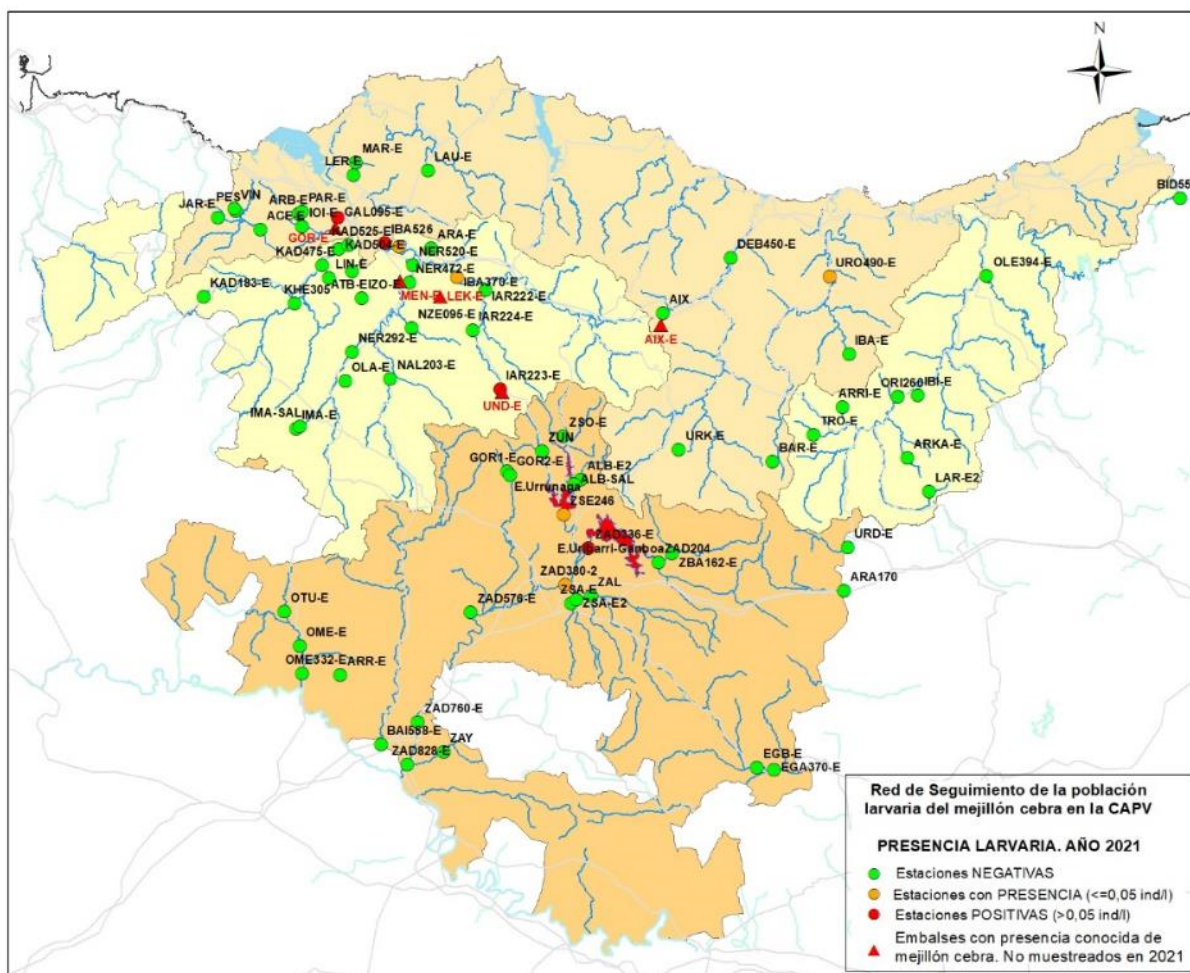 N
MAR-E
LER-E
LAU-E
BID55
PES
VIN
JAR-E
ARB-E
PAR-E
IOI-E
GAL095-E
GOR-E
KAD525-E
IBA526
ARA-E
KAD504-E
NER520-E
DEB450-E
KAD475-E
LIN-E
NER472-E
URO490-E
OLE394-E
KAD183-E
KHE305
ATB-E
IZO-E
MEN-E
LEK-E
IBA370-E
IAR222-E
NZE095-E
IAR224-E
AIX
AIX-E
NER292-E
IBA-E
OLA-E
NAL203-E
IAR223-E
UND-E
ORI260
IBI-E
ARRI-E
IMA-SAL
IMA-E
TRO-E
ZSO-E
ZUN
URK-E
BAR-E
ARKA-E
GOR1-E
GOR2-E
ALB-E2
ALB-SAL
E.Urrunaga
LAR-E2
ZSE246
ZAD336-E
E.Uribarri-Ganboa
ZAD204
ZBA162-E
URD-E
ZAD380-2
ZAL
ARA170
ZSA-E
ZSA-E2
OTU-E
ZAD576-E
OME-E
OME332-E
ARR-E
ZAD760-E
BAI558-E
ZAD828-E
ZAY
EGB-E
EGA370-E
Red de Seguimiento de la población
larvaria del mejillón cebra en la CAPV
PRESENCIA LARVARIA. AÑO 2021
Estaciones NEGATIVAS
Estaciones con PRESENCIA (<=0,05 ind/l)
Estaciones POSITIVAS (>0,05 ind/l)
Embalses con presencia conocida de
mejillón cebra. No muestreados en 2021